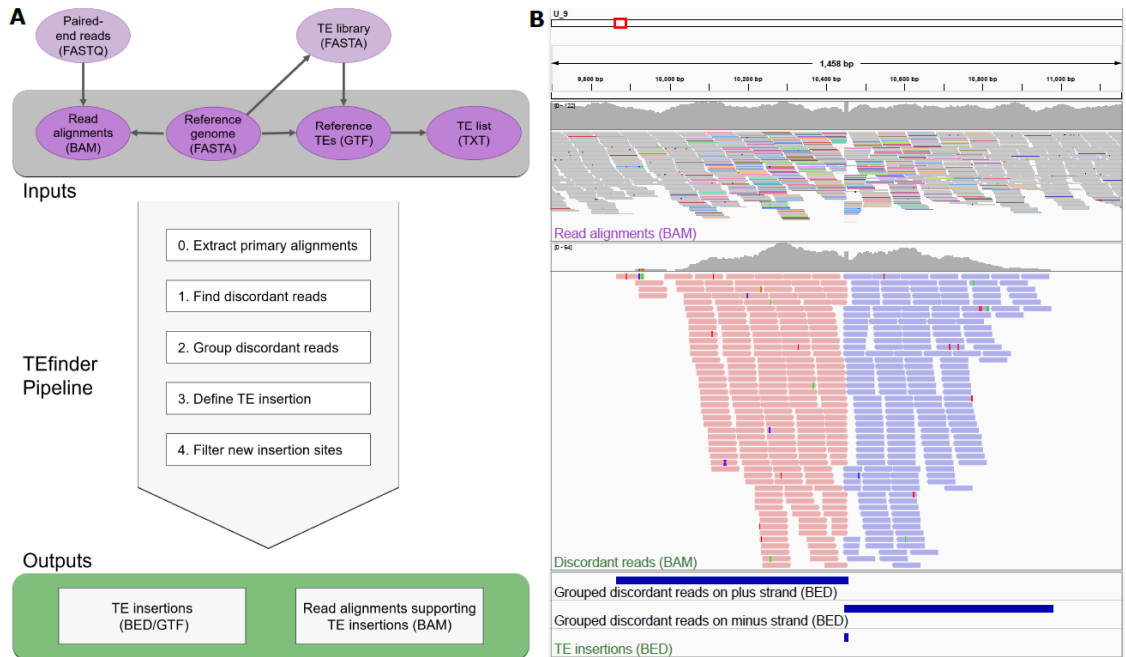 A
Paired-
end reads
(FASTQ)
TE library
(FASTA)
Read
alignments
(BAM)
Reference
genome
(FASTA)
Reference
TEs (GTF)
TE list
(TXT)
Inputs
TEfinder
Pipeline
0. Extract primary alignments
1. Find discordant reads
2. Group discordant reads
3. Define TE insertion
4. Filter new insertion sites
Outputs
TE insertions
(BED/GTF)
Read alignments supporting
TE insertions (BAM)
B
U_9
1,458 bp
9,800 bp 10,000 bp 10,200 bp 10,400 bp 10,600 bp 10,800 bp 11,000 bp
Read alignments (BAM)
Discordant reads (BAM)
Grouped discordant reads on plus strand (BED)
Grouped discordant reads on minus strand (BED)
TE insertions (BED)